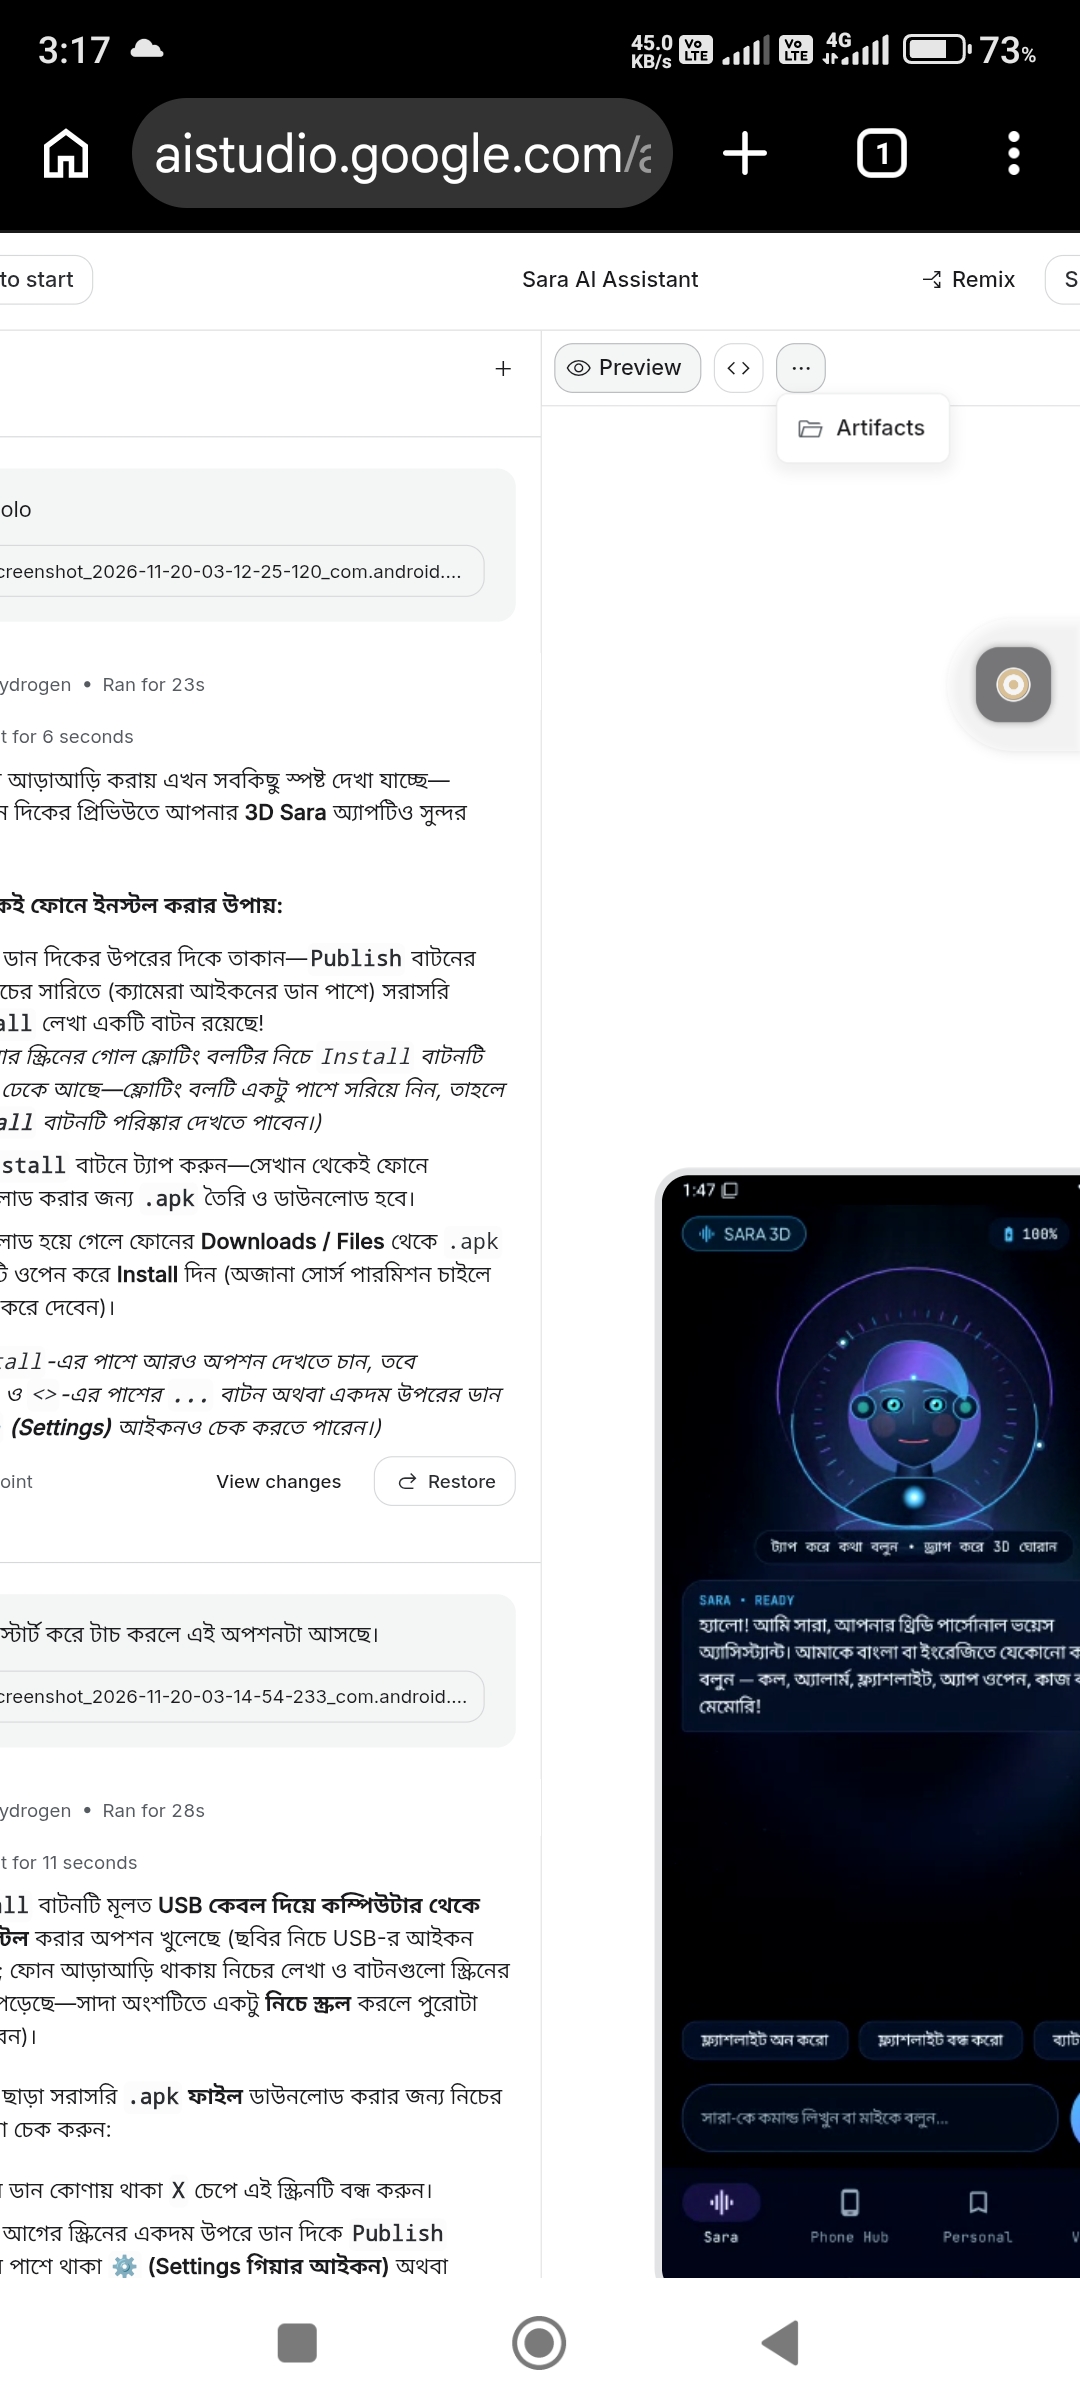 3:17
45.0 KB/s
Vo LTE
Vo LTE
4G
73%
aistudio.google.com/
1
to start
Sara AI Assistant
Remix
S
Preview
Artifacts
olo
creenshot_2026-11-20-03-12-25-120_com.android....
ydrogen • Ran for 23s
t for 6 seconds
আড়াআড়ি করায় এখন সবকিছু স্পষ্ট দেখা যাচ্ছে—
দিকের প্রিভিউতে আপনার 3D Sara অ্যাপটিও সুন্দর
কই ফোনে ইনস্টল করার উপায়:
ডান দিকের উপরের দিকে তাকান—Publish বাটনের
চের সারিতে (ক্যামেরা আইকনের ডান পাশে) সরাসরি
all লেখা একটি বাটন রয়েছে!
ার স্ক্রিনের গোল ফ্লোটিং বলটির নিচে Install বাটনটি
ঢেকে আছে—ফ্লোটিং বলটি একটু পাশে সরিয়ে নিন, তাহলে
all বাটনটি পরিষ্কার দেখতে পাবেন।)
stall বাটনে ট্যাপ করুন—সেখান থেকেই ফোনে
লোড করার জন্য .apk তৈরি ও ডাউনলোড হবে।
লোড হয়ে গেলে ফোনের Downloads / Files থেকে .apk
টি ওপেন করে Install দিন (অজানা সোর্স পারমিশন চাইলে
করে দেবেন)।
tall-এর পাশে আরও অপশন দেখতে চান, তবে
ও <>-এর পাশের ... বাটন অথবা একদম উপরের ডান
(Settings) আইকনও চেক করতে পারেন।)
oint
View changes
Restore
স্টার্ট করে টাচ করলে এই অপশনটা আসছে।
creenshot_2026-11-20-03-14-54-233_com.android....
ydrogen • Ran for 28s
t for 11 seconds
all বাটনটি মূলত USB কেবল দিয়ে কম্পিউটার থেকে
টল করার অপশন খুলেছে (ছবির নিচে USB-র আইকন
; ফোন আড়াআড়ি থাকায় নিচের লেখা ও বাটনগুলো স্ক্রিনের
পড়েছে—সাদা অংশটিতে একটু নিচে স্ক্রল করলে পুরোটা
বেন)।
ছাড়া সরাসরি .apk ফাইল ডাউনলোড করার জন্য নিচের
া চেক করুন:
ডান কোণায় থাকা X চেপে এই স্ক্রিনটি বন্ধ করুন।
আগের স্ক্রিনের একদম উপরে ডান দিকে Publish
পাশে থাকা ⚙️ (Settings গিয়ার আইকন) অথবা
1:47
SARA 3D
100%
ট্যাপ করে কথা বলুন • ড্র্যাগ করে 3D ঘোরান
SARA • READY
হ্যালো! আমি সারা, আপনার থ্রিডি পার্সোনাল ভয়েস
অ্যাসিস্ট্যান্ট। আমাকে বাংলা বা ইংরেজিতে যেকোনো ক
বলুন — কল, অ্যালার্ম, ফ্ল্যাশলাইট, অ্যাপ ওপেন, কাজ
মেমোরি!
ফ্ল্যাশলাইট অন করো
ফ্ল্যাশলাইট বন্ধ করো
ব্যাট
সারা-কে কমান্ড লিখুন বা মাইকে বলুন...
Sara
Phone Hub
Personal
V